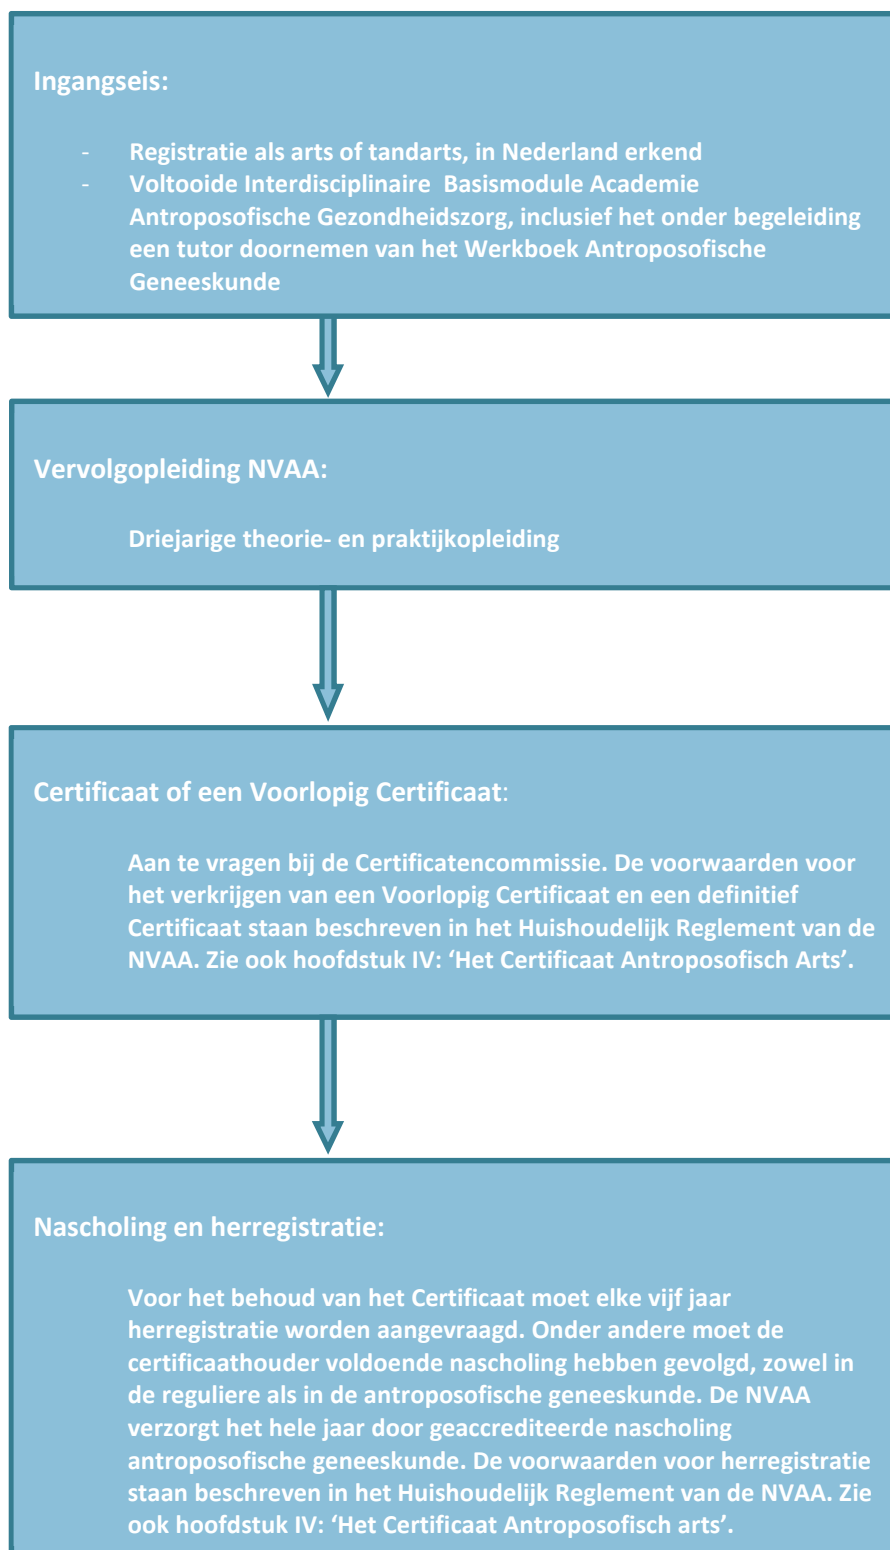 Ingangseis:
- Registratie als arts of tandarts, in Nederland erkend
- Voltooide Interdisciplinaire Basismodule Academie
Antroposofische Gezondheidszorg, inclusief het onder begeleiding
een tutor doornemen van het Werkboek Antroposofische
Geneeskunde
Vervolgopleiding NVAA:
Driejarige theorie- en praktijkopleiding
Certificaat of een Voorlopig Certificaat:
Aan te vragen bij de Certificatencommissie. De voorwaarden voor
het verkrijgen van een Voorlopig Certificaat en een definitief
Certificaat staan beschreven in het Huishoudelijk Reglement van de
NVAA. Zie ook hoofdstuk IV: ‘Het Certificaat Antroposofisch Arts’.
Nascholing en herregistratie:
Voor het behoud van het Certificaat moet elke vijf jaar
herregistratie worden aangevraagd. Onder andere moet de
certificaathouder voldoende nascholing hebben gevolgd, zowel in
de reguliere als in de antroposofische geneeskunde. De NVAA
verzorgt het hele jaar door geaccrediteerde nascholing
antroposofische geneeskunde. De voorwaarden voor herregistratie
staan beschreven in het Huishoudelijk Reglement van de NVAA. Zie
ook hoofdstuk IV: ‘Het Certificaat Antroposofisch arts’.